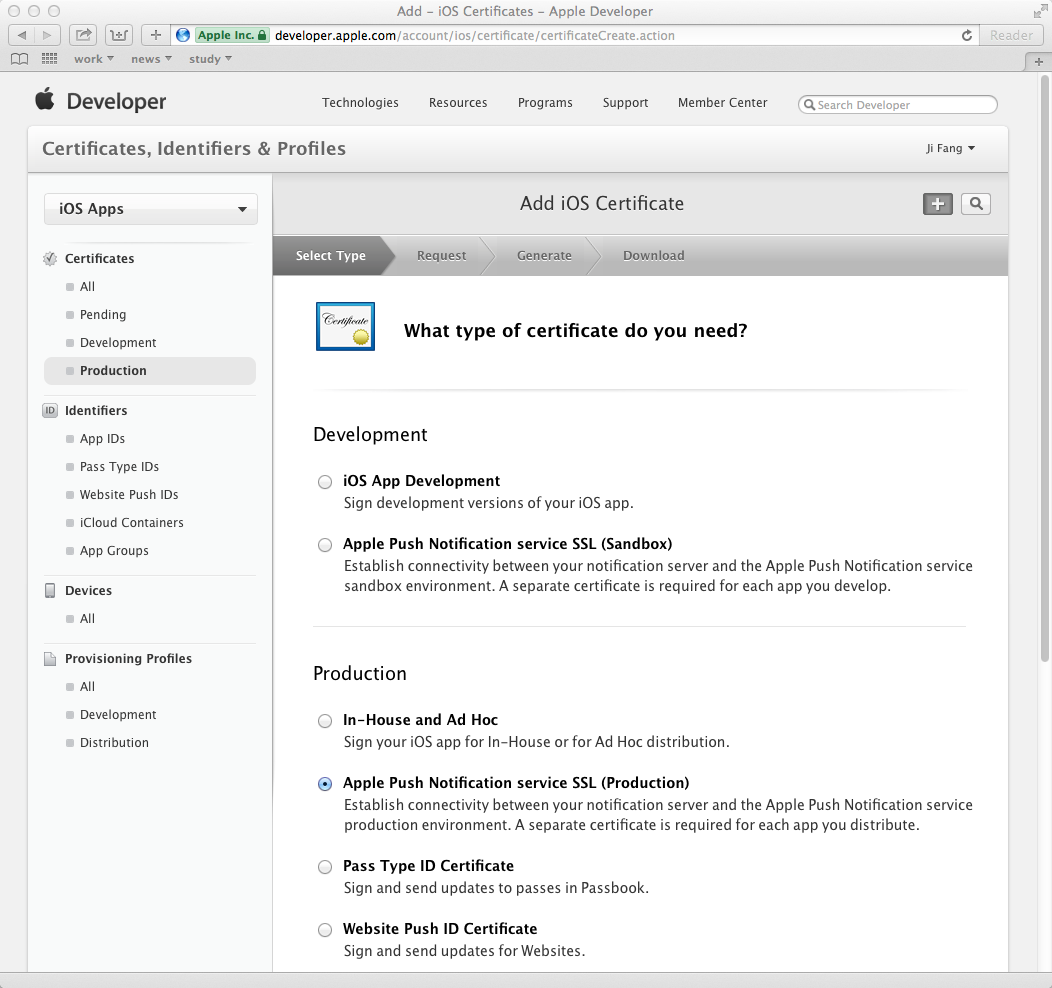 Add – iOS Certificates – Apple Developer
Apple Inc. developer.apple.com/account/ios/certificate/certificateCreate.action Reader
work news study
Developer Technologies Resources Programs Support Member Center Search Developer
Certificates, Identifiers & Profiles Ji Fang
iOS Apps
Certificates
All
Pending
Development
Production
ID Identifiers
App IDs
Pass Type IDs
Website Push IDs
iCloud Containers
App Groups
Devices
All
Provisioning Profiles
All
Development
Distribution
Add iOS Certificate
Select Type Request Generate Download
Certificate
What type of certificate do you need?
Development
iOS App Development
Sign development versions of your iOS app.
Apple Push Notification service SSL (Sandbox)
Establish connectivity between your notification server and the Apple Push Notification service
sandbox environment. A separate certificate is required for each app you develop.
Production
In-House and Ad Hoc
Sign your iOS app for In-House or for Ad Hoc distribution.
Apple Push Notification service SSL (Production)
Establish connectivity between your notification server and the Apple Push Notification service
production environment. A separate certificate is required for each app you distribute.
Pass Type ID Certificate
Sign and send updates to passes in Passbook.
Website Push ID Certificate
Sign and send updates for Websites.